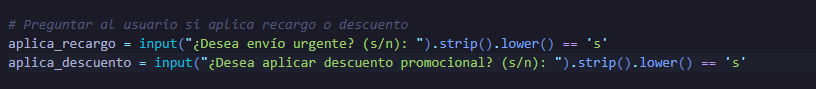 # Preguntar al usuario si aplica recargo o descuento
aplica_recargo = input("¿Desea envío urgente? (s/n): ").strip().lower() == 's'
aplica_descuento = input("¿Desea aplicar descuento promocional? (s/n): ").strip().lower() == 's'